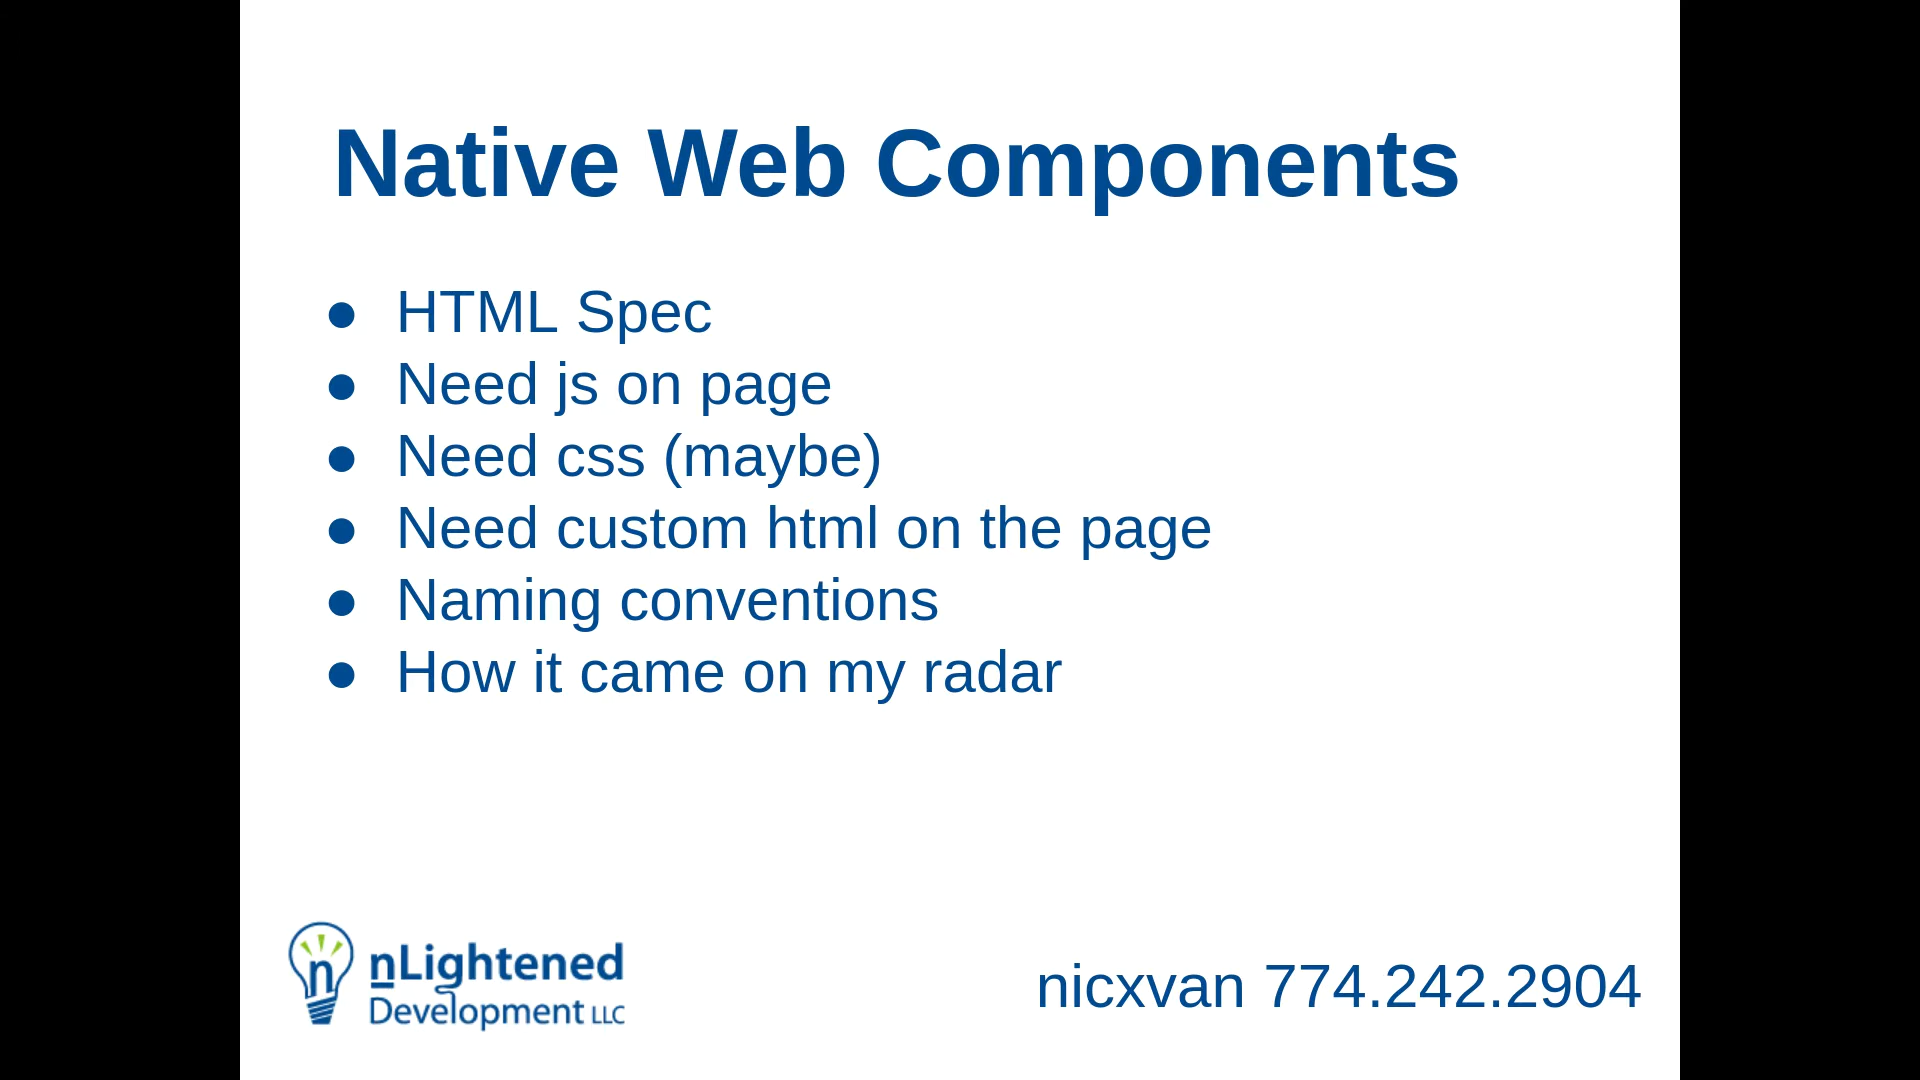 Native Web Components
● HTML Spec
● Need js on page
● Need css (maybe)
● Need custom html on the page
● Naming conventions
● How it came on my radar
n
nLightened
Development LLC
nicxvan 774.242.2904